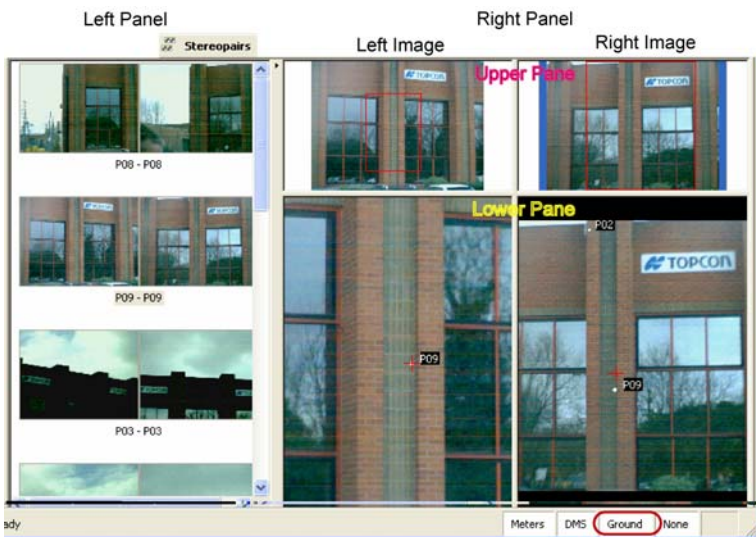 Left Panel
Right Panel
Stereopairs
Left Image
Right Image
Upper Pane
TOPCON
TOPCON
P08 - P08
Lower Pane
P02
TOPCON
P09 - P09
P09
P09
P03 - P03
ady
Meters
DMS
Ground
None